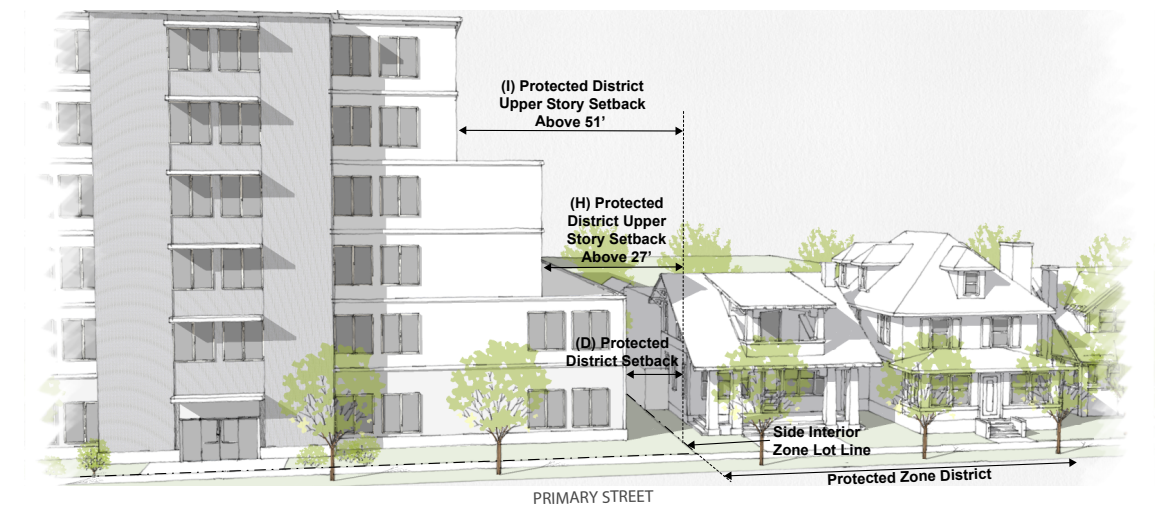 (I) Protected District
Upper Story Setback
Above 51’
(H) Protected
District Upper
Story Setback
Above 27’
(D) Protected
District Setback
Side Interior
Zone Lot Line
Protected Zone District
PRIMARY STREET